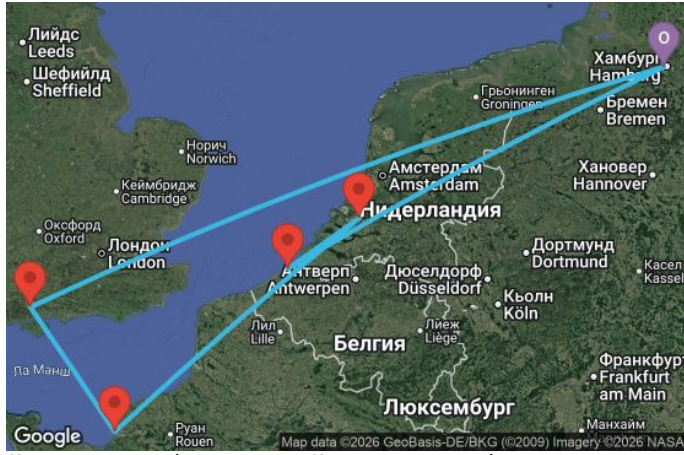 Лийдс
Leeds
Шефийлд
Sheffield
O
Хамбург
Hamburg
Грьонинген
Groningen
Бремен
Bremen
Норич
Norwich
Амстердам
Amsterdam
Хановер
Hannover
Кеймбридж
Cambridge
Нидерландия
Оксфорд
Oxford
Лондон
London
Дортмунд
Dortmund
Антверп
Antwerpen
Дюселдорф
Düsseldorf
Касел
Kassel
Кьолн
Köln
Лил
Lille
Белгия
Лиеж
Liège
Ла Манш
Франкфурт
Frankfurt
am Main
Люксембург
Руан
Rouen
Манхайм
Google
Map data ©2026 GeoBasis-DE/BKG (©2009) Imagery ©2026 NASA